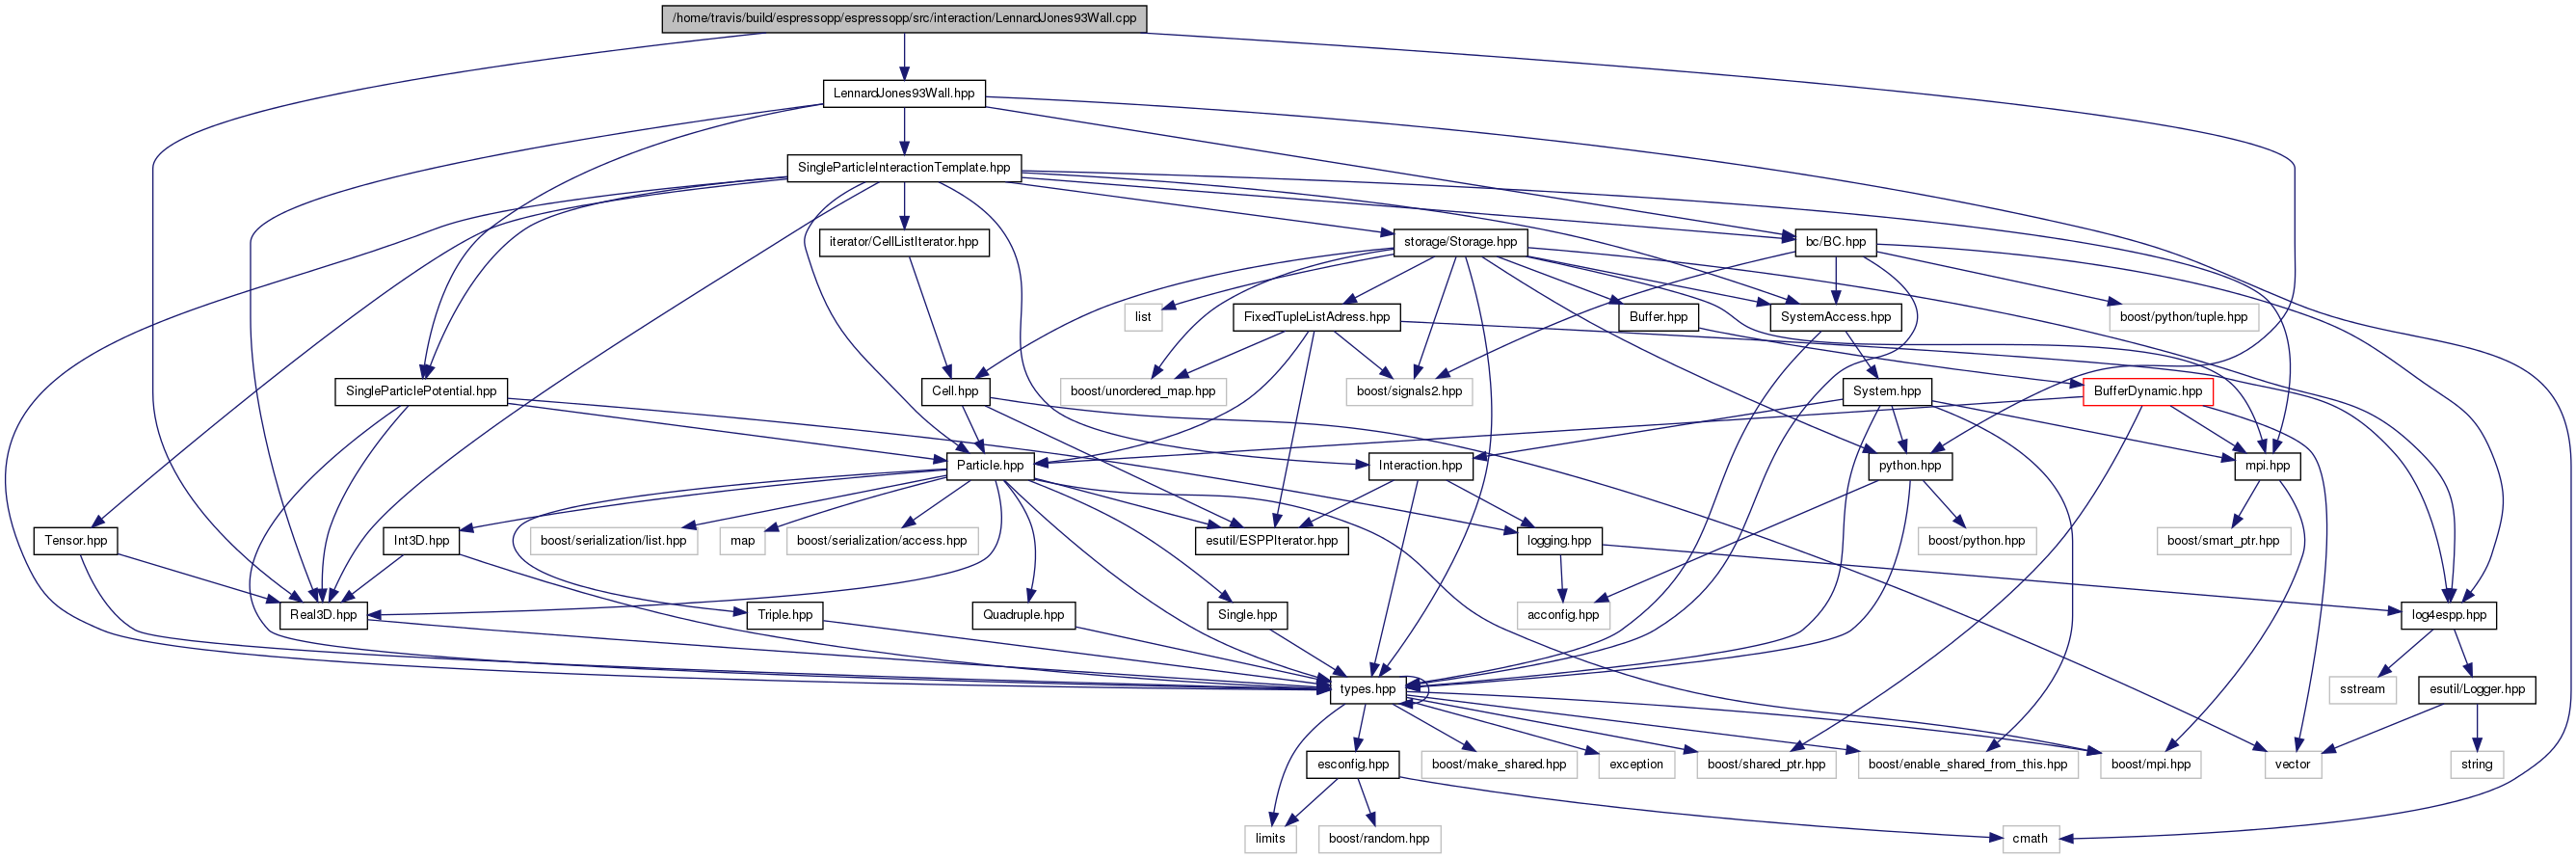 /home/travis/build/espressopp/espressopp/src/interaction/LennardJones93Wall.cpp
LennardJones93Wall.hpp
SingleParticleInteractionTemplate.hpp
iterator/CellListIterator.hpp
storage/Storage.hpp
bc/BC.hpp
list
FixedTupleListAdress.hpp
Buffer.hpp
SystemAccess.hpp
boost/python/tuple.hpp
SingleParticlePotential.hpp
Cell.hpp
boost/unordered_map.hpp
boost/signals2.hpp
System.hpp
BufferDynamic.hpp
Particle.hpp
Interaction.hpp
python.hpp
mpi.hpp
Tensor.hpp
Int3D.hpp
boost/serialization/list.hpp
map
boost/serialization/access.hpp
esutil/ESPPIterator.hpp
logging.hpp
boost/python.hpp
boost/smart_ptr.hpp
Real3D.hpp
Triple.hpp
Quadruple.hpp
Single.hpp
acconfig.hpp
log4espp.hpp
types.hpp
sstream
esutil/Logger.hpp
esconfig.hpp
boost/make_shared.hpp
exception
boost/shared_ptr.hpp
boost/enable_shared_from_this.hpp
boost/mpi.hpp
vector
string
limits
boost/random.hpp
cmath